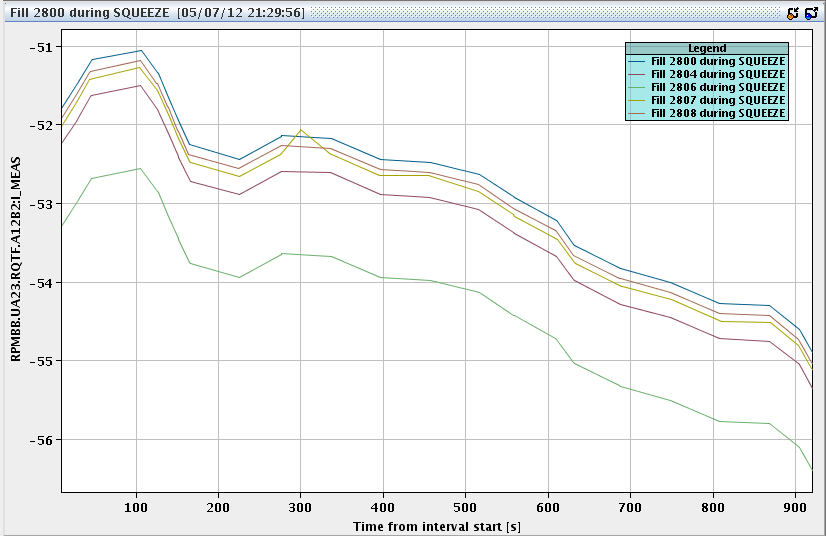 Fill 2800 during SQUEEZE [05/07/12 21:29:56]
Legend
Fill 2800 during SQUEEZE
Fill 2804 during SQUEEZE
Fill 2806 during SQUEEZE
Fill 2807 during SQUEEZE
Fill 2808 during SQUEEZE
RPMBB.UA23.RQTF.A12B2:I_MEAS
-51
-52
-53
-54
-55
-56
100 200 300 400 500 600 700 800 900
Time from interval start [s]